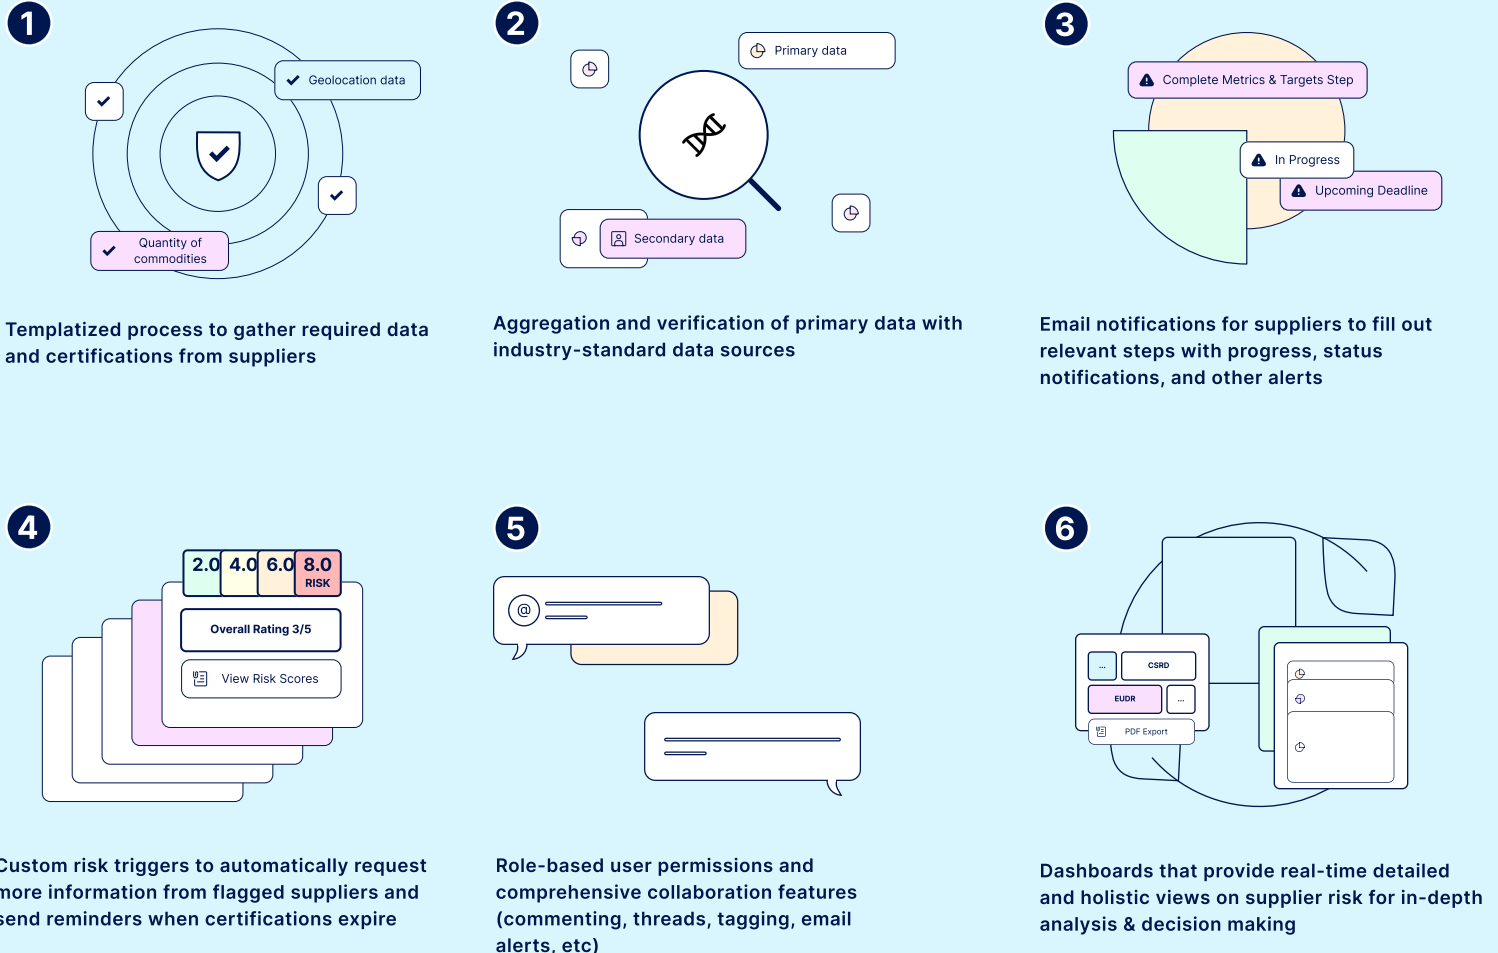 1
Geolocation data
Quantity of
commodities
Templatized process to gather required data
and certifications from suppliers
2
Primary data
Secondary data
Aggregation and verification of primary data with
industry-standard data sources
3
Complete Metrics & Targets Step
In Progress
Upcoming Deadline
Email notifications for suppliers to fill out
relevant steps with progress, status
notifications, and other alerts
4
2.0 4.0 6.0 8.0
RISK
Overall Rating 3/5
View Risk Scores
Custom risk triggers to automatically request
more information from flagged suppliers and
send reminders when certifications expire
5
@
Role-based user permissions and
comprehensive collaboration features
(commenting, threads, tagging, email
alerts, etc)
6
... CSRD
EUDR ...
PDF Export
Dashboards that provide real-time detailed
and holistic views on supplier risk for in-depth
analysis & decision making